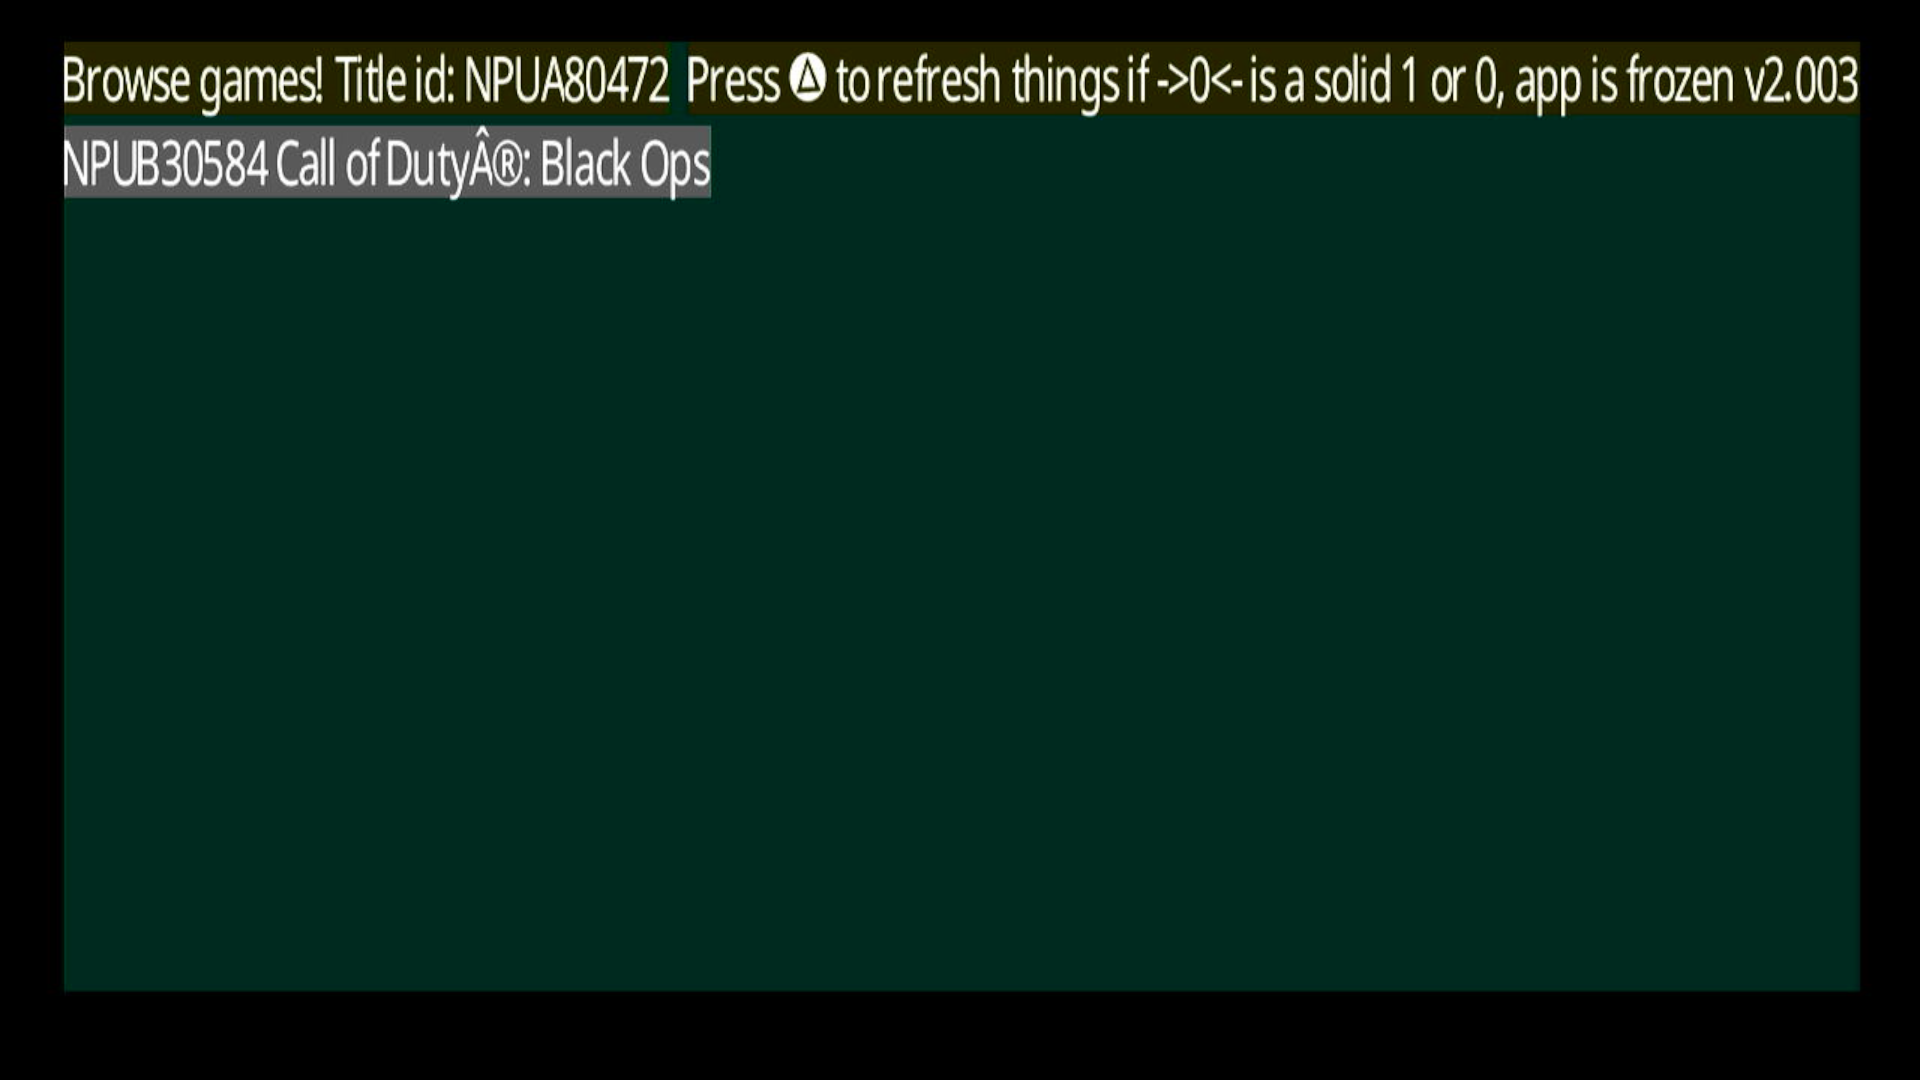 Browse games! Title id: NPUA80472 Press △ to refresh things if ->0<- is a solid 1 or 0, app is frozen v2.003
NPUB30584 Call of DutyÂ®: Black Ops